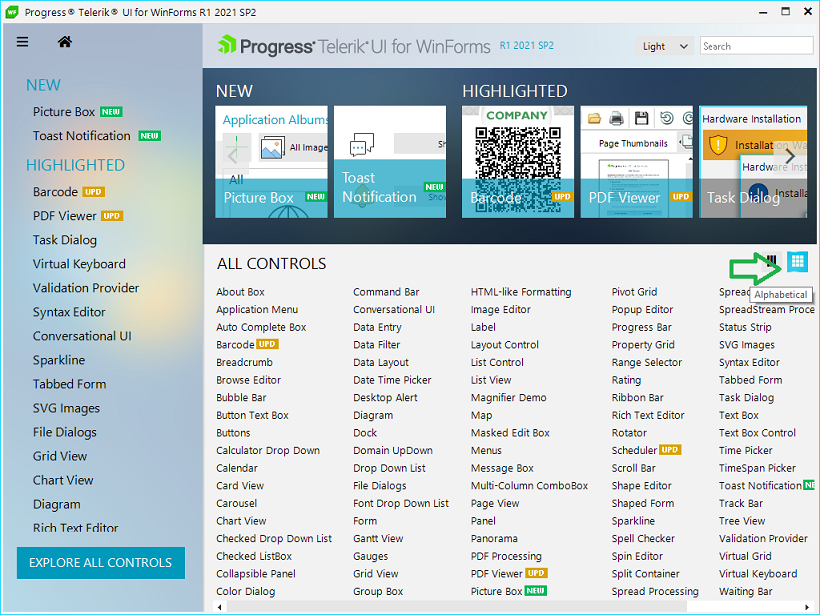 Progress® Telerik® UI for WinForms R1 2021 SP2
Progress® Telerik® UI for WinForms
R1 2021 SP2
Light
Search
NEW
Picture Box NEW
Toast Notification NEW
HIGHLIGHTED
Barcode UPD
PDF Viewer UPD
Task Dialog
Virtual Keyboard
Validation Provider
Syntax Editor
Conversational UI
Sparkline
Tabbed Form
SVG Images
File Dialogs
Grid View
Chart View
Diagram
Rich Text Editor
EXPLORE ALL CONTROLS
NEW
Application Albums
All Image
All
Picture Box NEW
Toast
Notification NEW
HIGHLIGHTED
COMPANY
Barcode UPD
Page Thumbnails
PDF Viewer UPD
Hardware Installation
Installation Wa
Hardware Ins
Installa
Task Dialog
ALL CONTROLS
Alphabetical
About Box
Application Menu
Auto Complete Box
Barcode UPD
Breadcrumb
Browse Editor
Bubble Bar
Button Text Box
Buttons
Calculator Drop Down
Calendar
Card View
Carousel
Chart View
Checked Drop Down List
Checked ListBox
Collapsible Panel
Color Dialog
Command Bar
Conversational UI
Data Entry
Data Filter
Data Layout
Date Time Picker
Desktop Alert
Diagram
Dock
Domain UpDown
Drop Down List
File Dialogs
Font Drop Down List
Form
Gantt View
Gauges
Grid View
Group Box
HTML-like Formatting
Image Editor
Label
Layout Control
List Control
List View
Magnifier Demo
Map
Masked Edit Box
Menus
Message Box
Multi-Column ComboBox
Page View
Panel
Panorama
PDF Processing
PDF Viewer UPD
Picture Box NEW
Pivot Grid
Popup Editor
Progress Bar
Property Grid
Range Selector
Rating
Ribbon Bar
Rich Text Editor
Rotator
Scheduler UPD
Scroll Bar
Shape Editor
Shaped Form
Sparkline
Spell Checker
Spin Editor
Split Container
Spread Processing
Spread
SpreadStream Proce
Status Strip
SVG Images
Syntax Editor
Tabbed Form
Task Dialog
Text Box
Text Box Control
Time Picker
TimeSpan Picker
Toast Notification NE
Track Bar
Tree View
Validation Provider
Virtual Grid
Virtual Keyboard
Waiting Bar